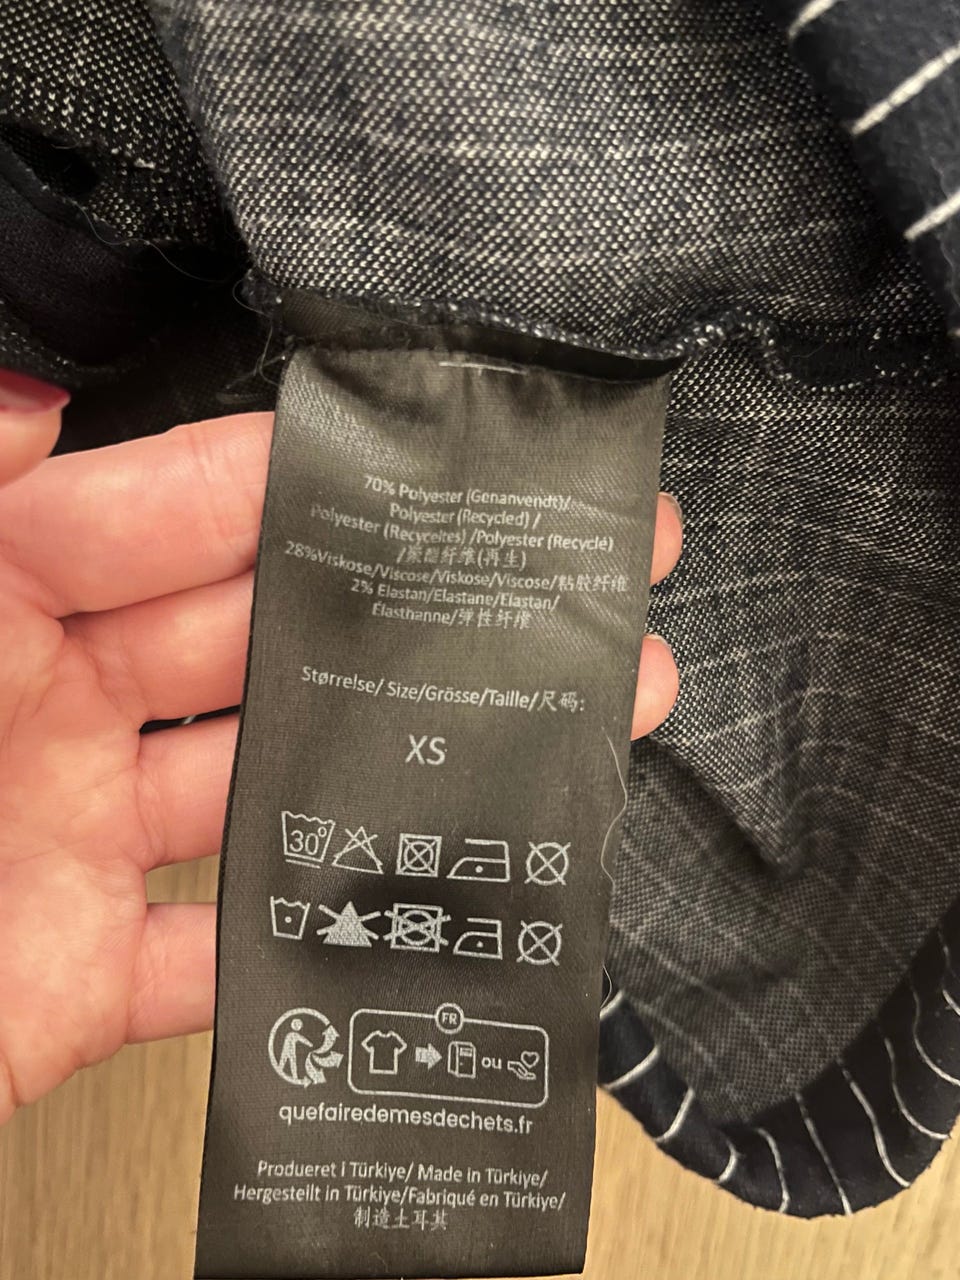 70% Polyester (Genanvendt)/
Polyester (Recycled) /
Polyester (Recyceltes) /Polyester (Recyclé)
/聚酯纤维(再生)
28%Viskose/Viscose/Viskose/Viscose/粘胶纤维
2% Elastan/Elastane/Elastan/
Élasthanne/弹性纤维
Størrelse/ Size/Grösse/Taille/尺码:
XS
30°
FR
ou
quefairedemesdechets.fr
Produeret i Türkiye/ Made in Türkiye/
Hergestellt in Türkiye/Fabriqué en Türkiye/
制造土耳其